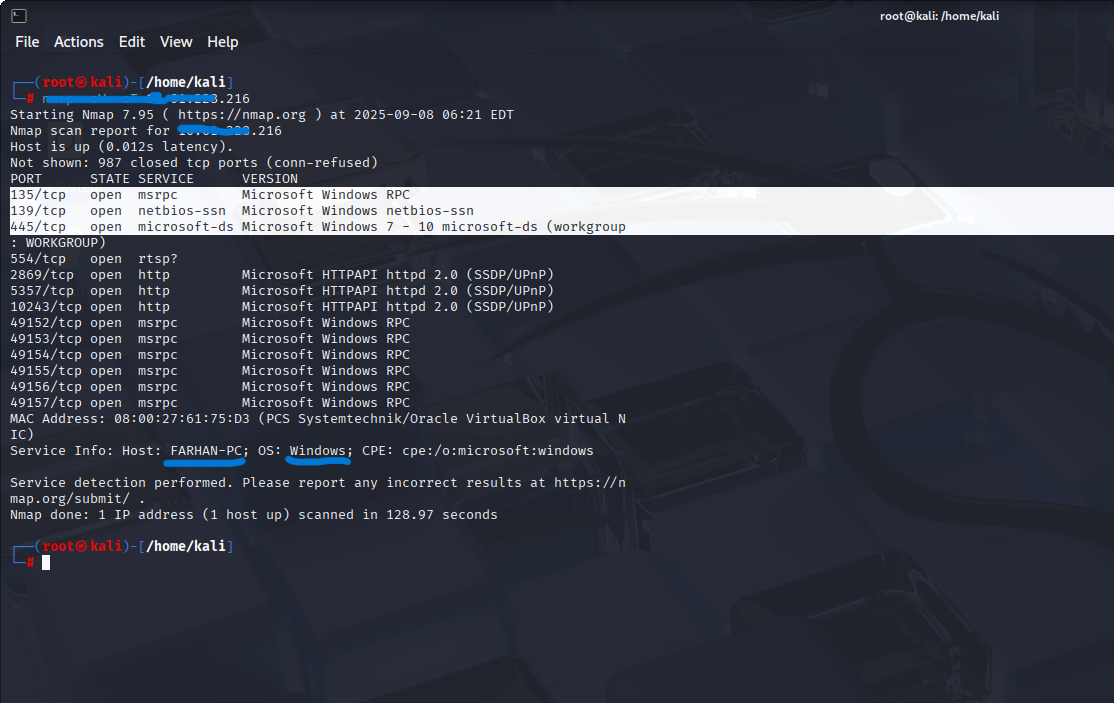 root@kali: /home/kali
File Actions Edit View Help
┌──(root㉿kali)-[/home/kali]
└─# .216
Starting Nmap 7.95 ( https://nmap.org ) at 2025-09-08 06:21 EDT
Nmap scan report for .216
Host is up (0.012s latency).
Not shown: 987 closed tcp ports (conn-refused)
PORT STATE SERVICE VERSION
135/tcp open msrpc Microsoft Windows RPC
139/tcp open netbios-ssn Microsoft Windows netbios-ssn
445/tcp open microsoft-ds Microsoft Windows 7 - 10 microsoft-ds (workgroup
: WORKGROUP)
554/tcp open rtsp?
2869/tcp open http Microsoft HTTPAPI httpd 2.0 (SSDP/UPnP)
5357/tcp open http Microsoft HTTPAPI httpd 2.0 (SSDP/UPnP)
10243/tcp open http Microsoft HTTPAPI httpd 2.0 (SSDP/UPnP)
49152/tcp open msrpc Microsoft Windows RPC
49153/tcp open msrpc Microsoft Windows RPC
49154/tcp open msrpc Microsoft Windows RPC
49155/tcp open msrpc Microsoft Windows RPC
49156/tcp open msrpc Microsoft Windows RPC
49157/tcp open msrpc Microsoft Windows RPC
MAC Address: 08:00:27:61:75:D3 (PCS Systemtechnik/Oracle VirtualBox virtual N
IC)
Service Info: Host: FARHAN-PC; OS: Windows; CPE: cpe:/o:microsoft:windows
Service detection performed. Please report any incorrect results at https://n
map.org/submit/ .
Nmap done: 1 IP address (1 host up) scanned in 128.97 seconds
┌──(root㉿kali)-[/home/kali]
└─#